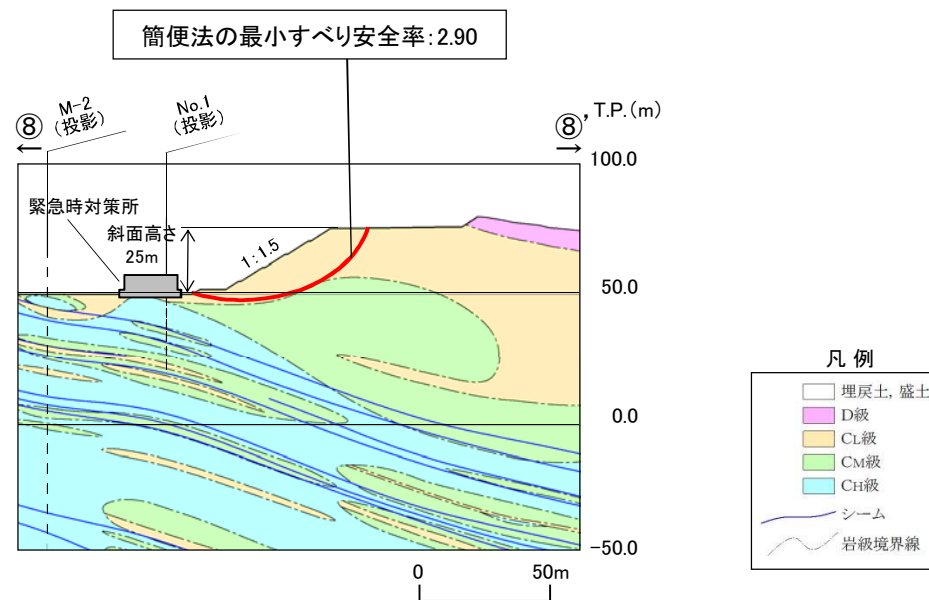 簡便法の最小すべり安全率:2.90
M-2
(投影)
No.1
(投影)
⑧
⑧’
T.P.(m)
←
→
100.0
緊急時対策所
斜面高さ
25m
1:1.5
50.0
0.0
-50.0
0
50m
凡 例
埋戻土, 盛土
D級
CL級
CM級
CH級
シーム
岩級境界線